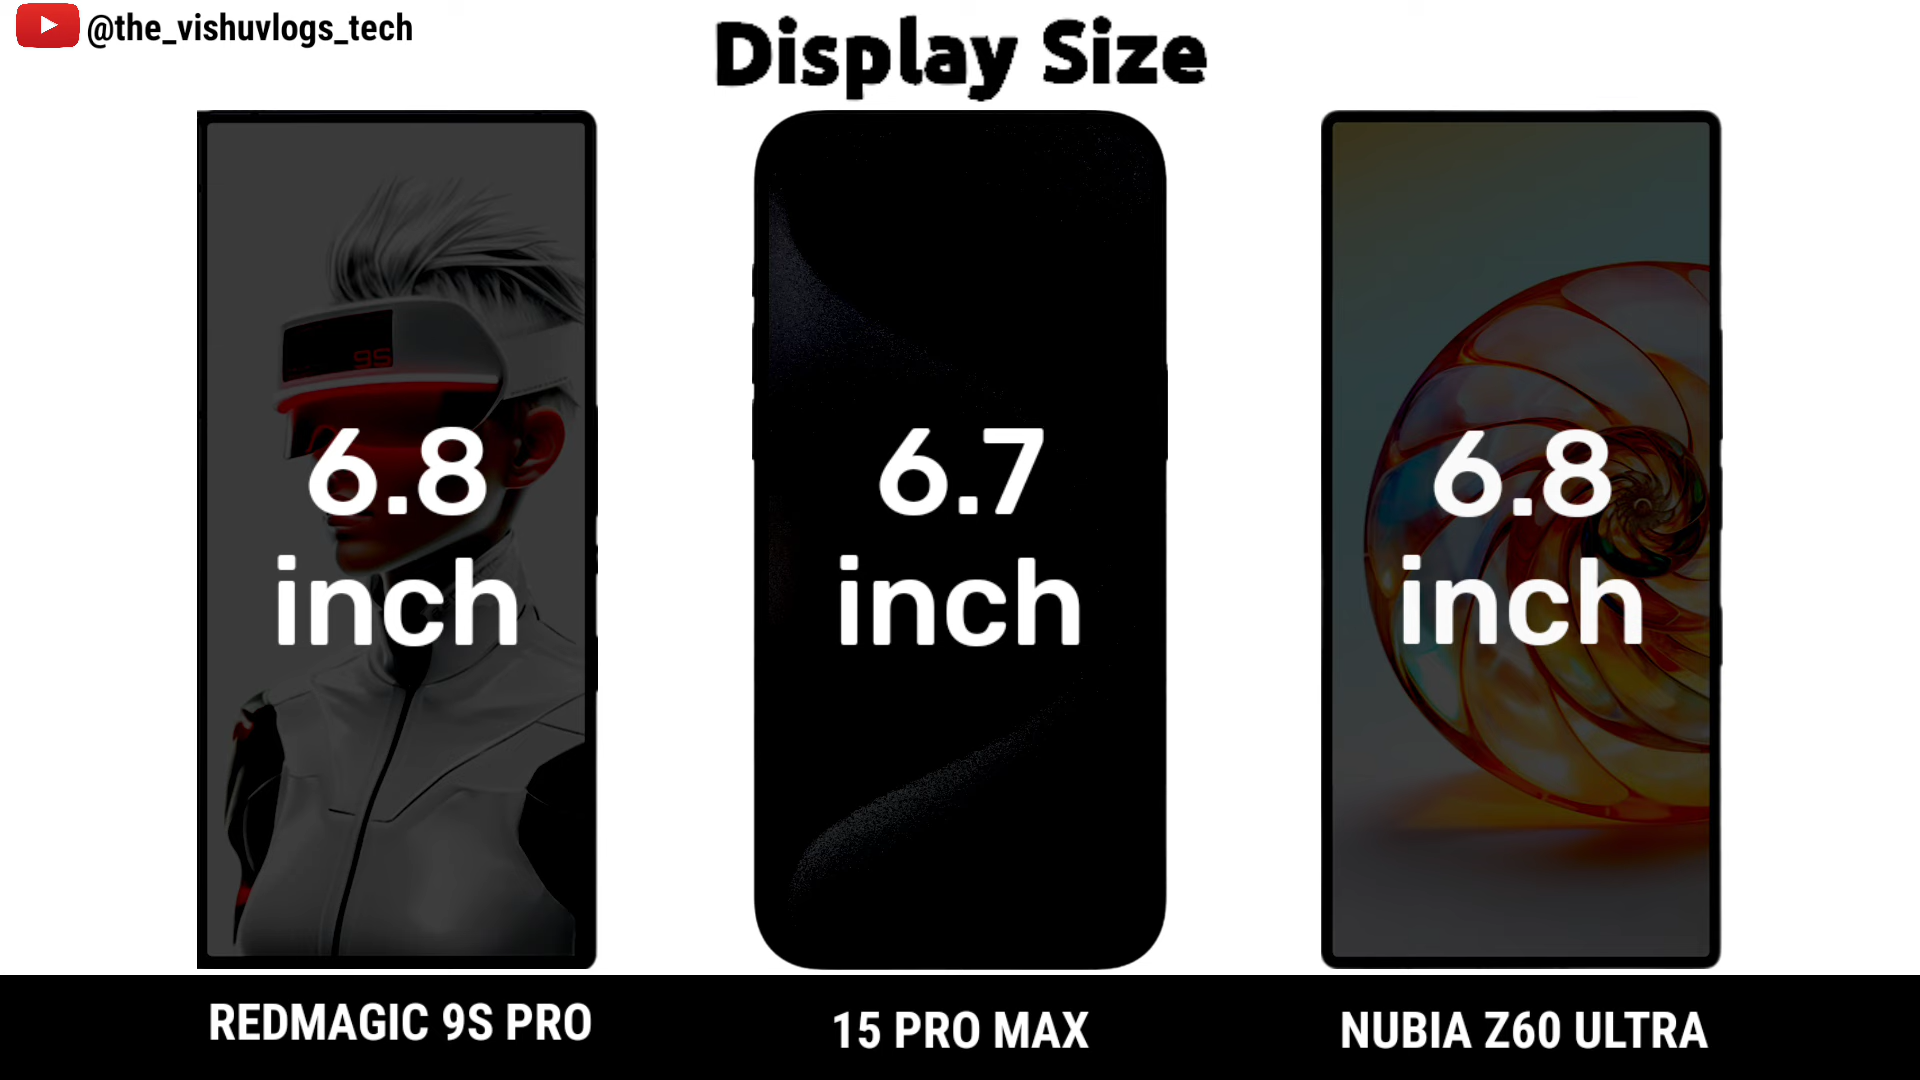 @the_vishuvlogs_tech
Display Size
9S
6.8
inch
6.7
inch
6.8
inch
REDMAGIC 9S PRO
15 PRO MAX
NUBIA Z60 ULTRA